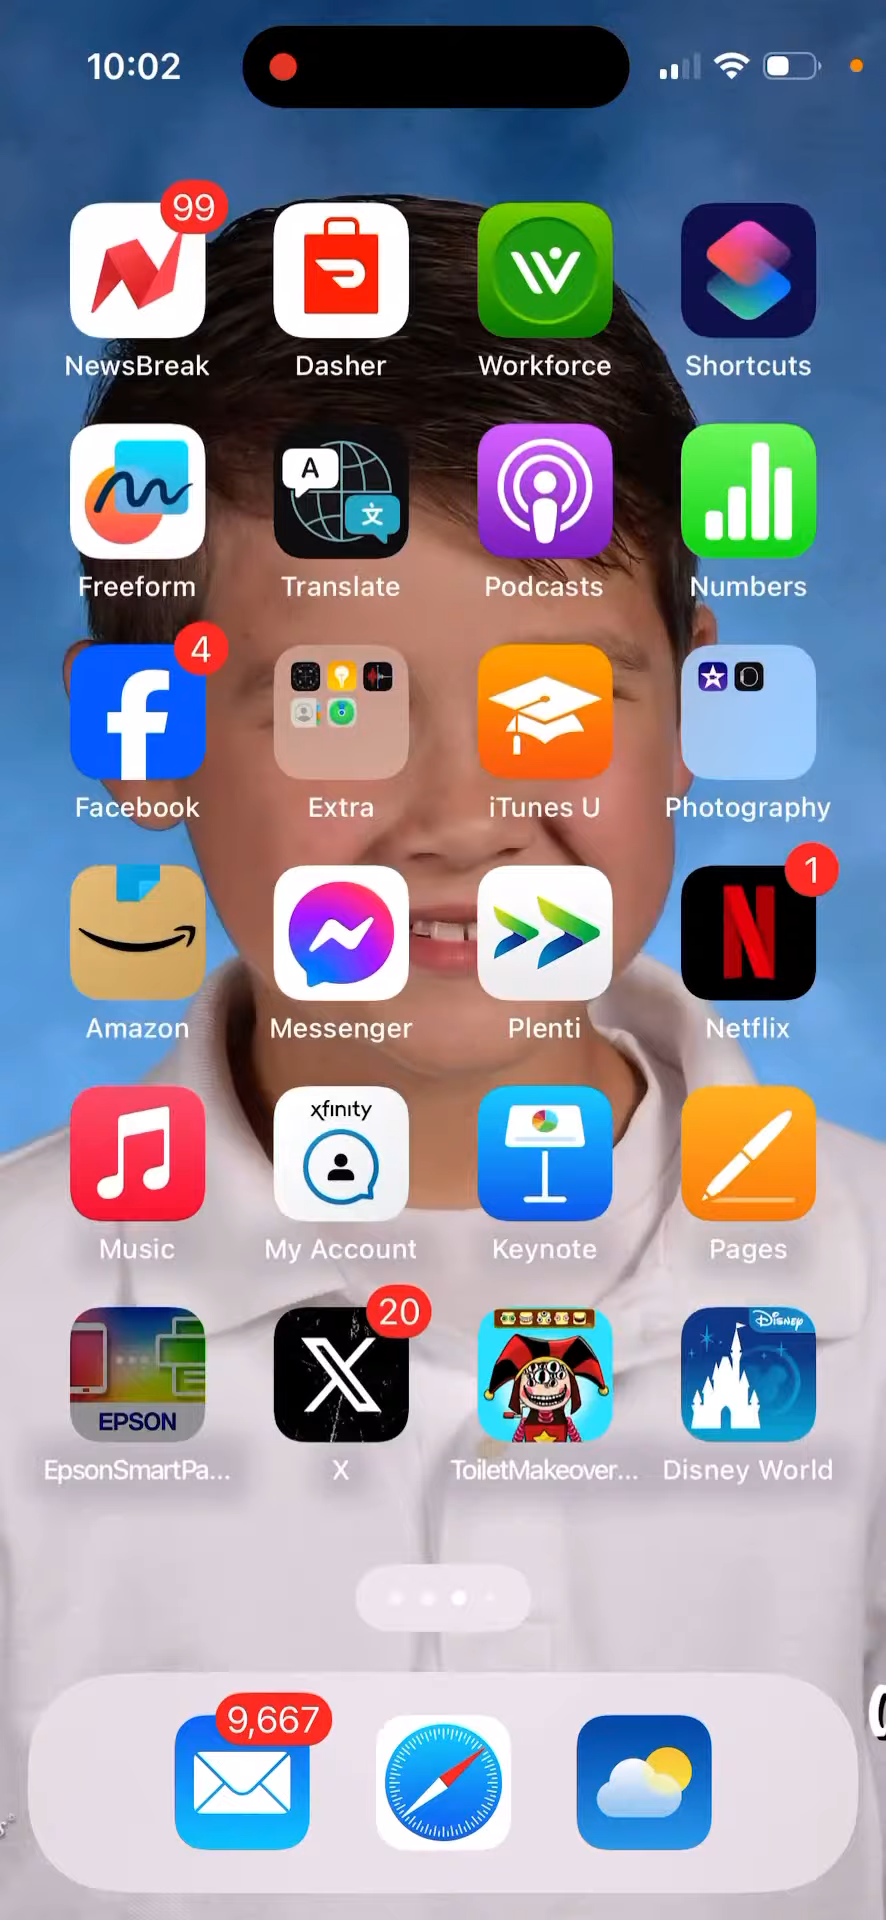 10:02
99
NewsBreak
Dasher
Workforce
Shortcuts
A
文
Freeform
Translate
Podcasts
Numbers
4
Facebook
Extra
iTunes U
Photography
1
Amazon
Messenger
Plenti
Netflix
xfinity
Music
My Account
Keynote
Pages
20
Disney
EPSON
EpsonSmartPa...
X
ToiletMakeover...
Disney World
9,667